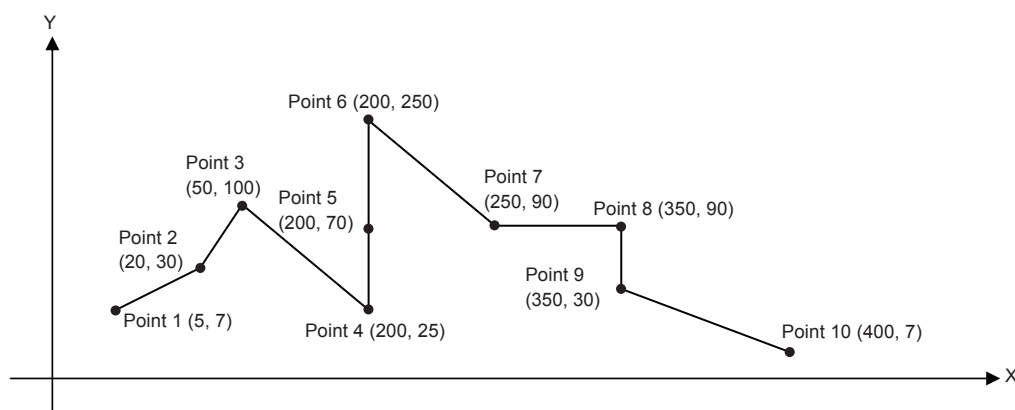 Y
Point 6 (200, 250)
Point 3
(50, 100)
Point 7
(250, 90)
Point 5
(200, 70)
Point 8 (350, 90)
Point 2
(20, 30)
Point 9
(350, 30)
Point 1 (5, 7)
Point 4 (200, 25)
Point 10 (400, 7)
X